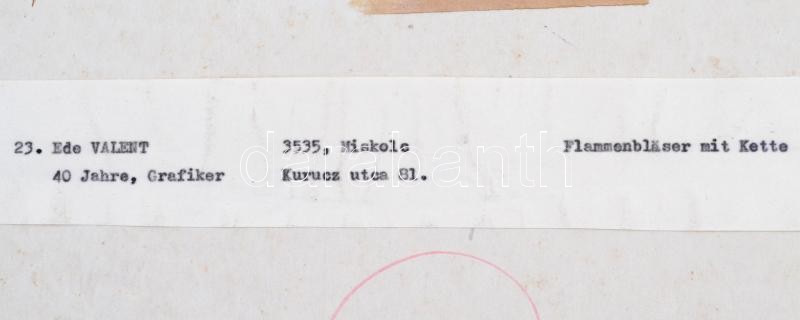 23. Ede VALENT 3535, Miskolc Flammenbläser mit Kette
40 Jahre, Grafiker Kurucz utca 81.
darabanth